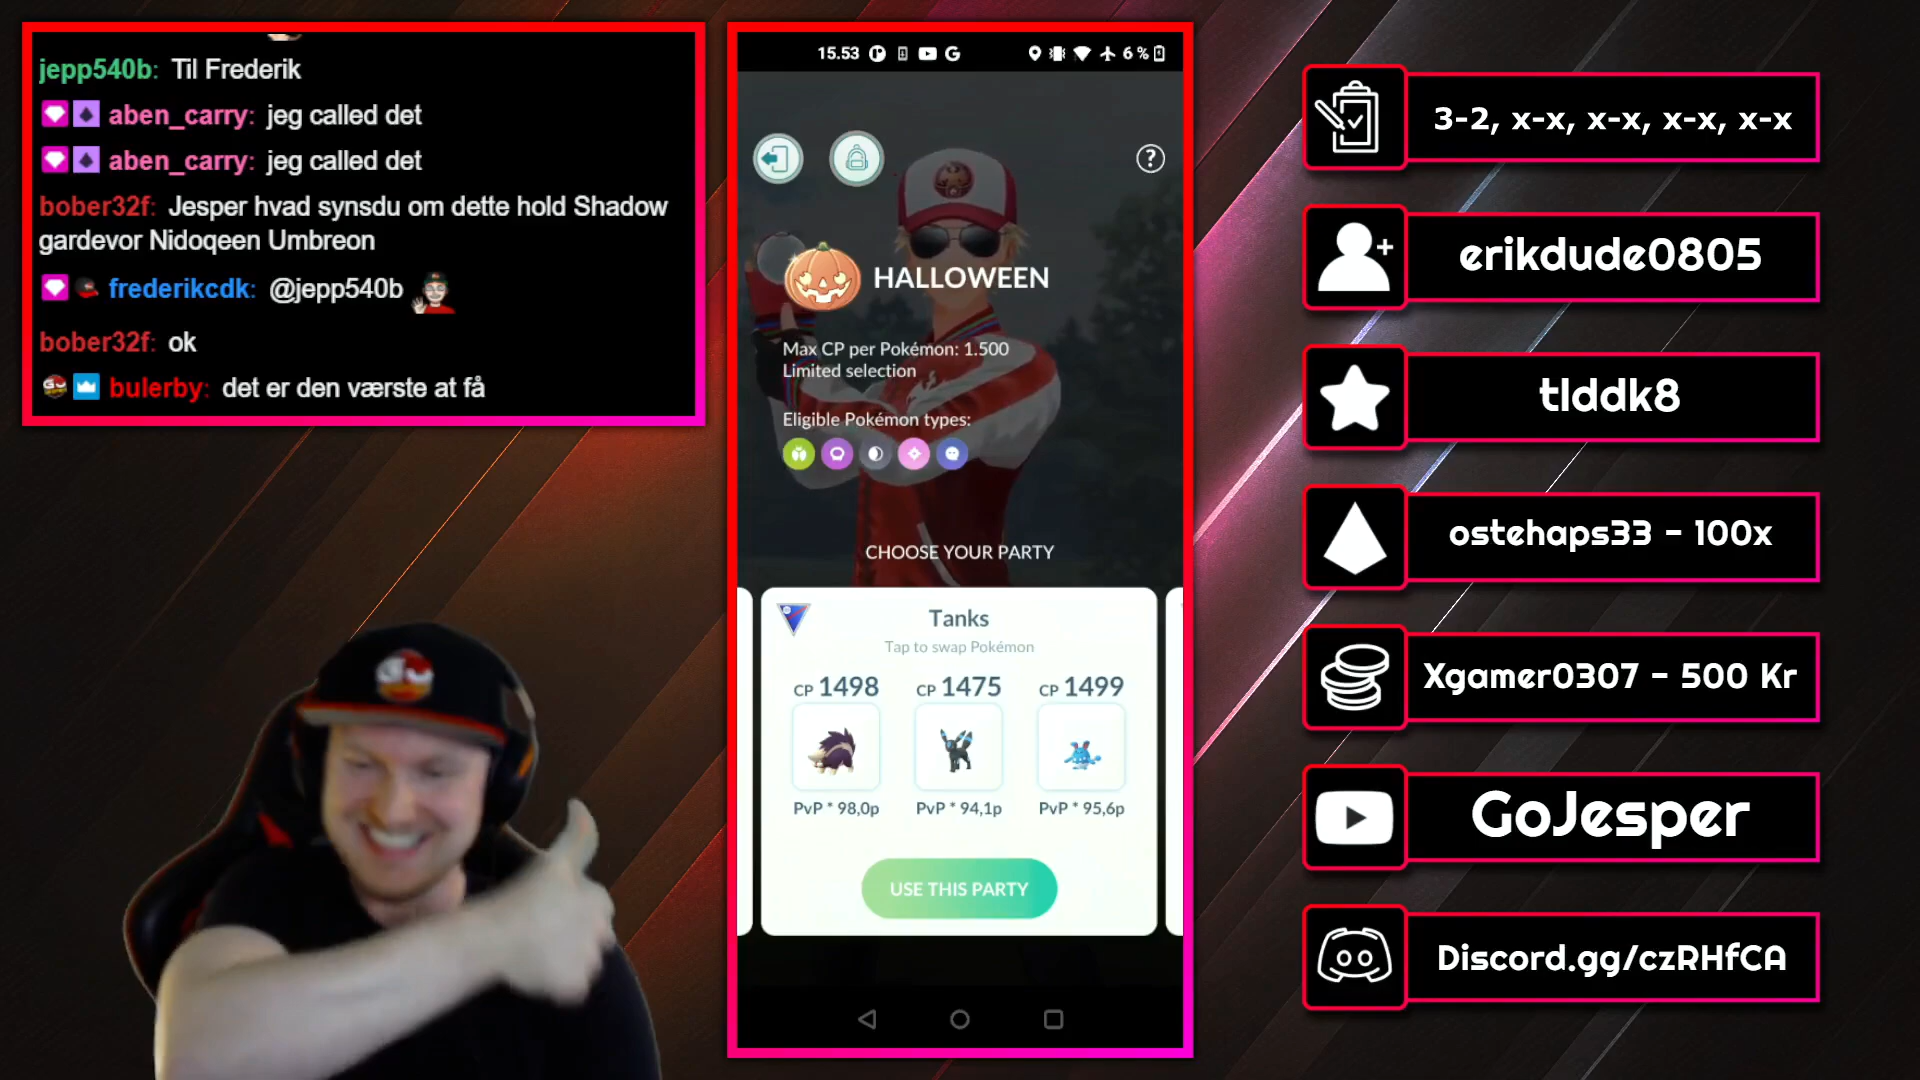 jepp540b: Til Frederik
aben_carry: jeg called det
aben_carry: jeg called det
bober32f: Jesper hvad synsdu om dette hold Shadow
gardevor Nidoqeen Umbreon
frederikcdk: @jepp540b
bober32f: ok
bulerby: det er den værste at få
15.53
6 %
HALLOWEEN
Max CP per Pokémon: 1.500
Limited selection
Eligible Pokémon types:
CHOOSE YOUR PARTY
Tanks
Tap to swap Pokémon
CP 1498 CP 1475 CP 1499
PvP * 98,0p PvP * 94,1p PvP * 95,6p
USE THIS PARTY
3-2, x-x, x-x, x-x, x-x
erikdude0805
tlddk8
ostehaps33 - 100x
Xgamer0307 - 500 Kr
GoJesper
Discord.gg/czRHfCA